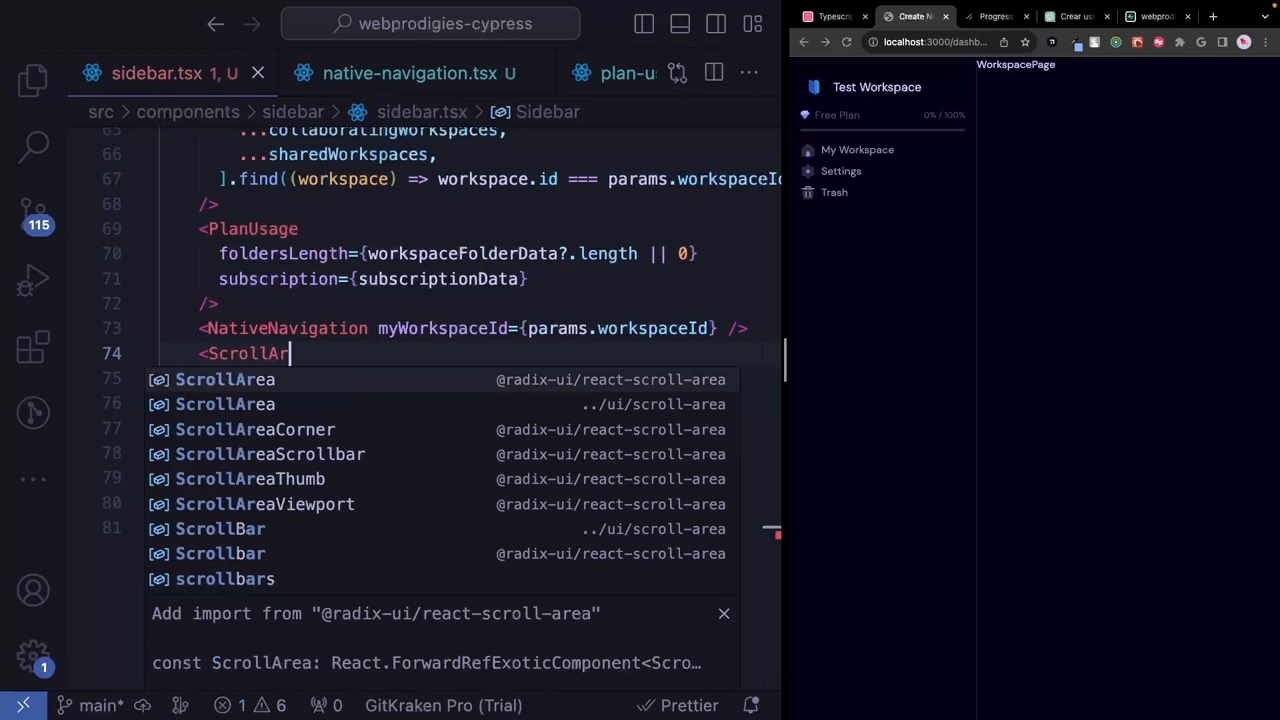 webprodigies-cypress
sidebar.tsx 1, U
native-navigation.tsx U
plan-u
src > components > sidebar > sidebar.tsx > Sidebar
65 ...collaboratingWorkspaces,
66 ...sharedWorkspaces,
67 ].find((workspace) => workspace.id === params.workspaceId
68 />
69 <PlanUsage
70 foldersLength={workspaceFolderData?.length || 0}
71 subscription={subscriptionData}
72 />
73 <NativeNavigation myWorkspaceId={params.workspaceId} />
74 <ScrollAr
75
76
77
78
79
80
81
ScrollArea @radix-ui/react-scroll-area
ScrollArea ../ui/scroll-area
ScrollAreaCorner @radix-ui/react-scroll-area
ScrollAreaScrollbar @radix-ui/react-scroll-area
ScrollAreaThumb @radix-ui/react-scroll-area
ScrollAreaViewport @radix-ui/react-scroll-area
ScrollBar ../ui/scroll-area
Scrollbar @radix-ui/react-scroll-area
scrollbars
Add import from "@radix-ui/react-scroll-area"
const ScrollArea: React.ForwardRefExoticComponent<Scro…
115
1
main*
1 6
0
GitKraken Pro (Trial)
Prettier
Typescrip
Create N
Progress
Crear us
webprod
localhost:3000/dashb...
Test Workspace
Free Plan 0% / 100%
My Workspace
Settings
Trash
WorkspacePage